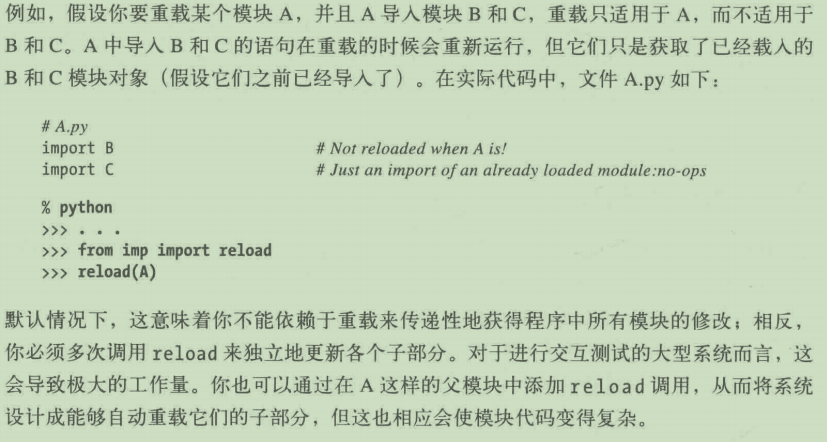 例如，假设你要重载某个模块 A，并且 A 导入模块 B 和 C，重载只适用于 A，而不适用于
B 和 C。A 中导入 B 和 C 的语句在重载的时候会重新运行，但它们只是获取了已经载入的
B 和 C 模块对象（假设它们之前已经导入了）。在实际代码中，文件 A.py 如下：
# A.py
import B # Not reloaded when A is!
import C # Just an import of an already loaded module:no-ops
% python
>>> . . .
>>> from imp import reload
>>> reload(A)
默认情况下，这意味着你不能依赖于重载来传递性地获得程序中所有模块的修改；相反，
你必须多次调用 reload 来独立地更新各个子部分。对于进行交互测试的大型系统而言，这
会导致极大的工作量。你也可以通过在 A 这样的父模块中添加 reload 调用，从而将系统
设计成能够自动重载它们的子部分，但这也相应会使模块代码变得复杂。